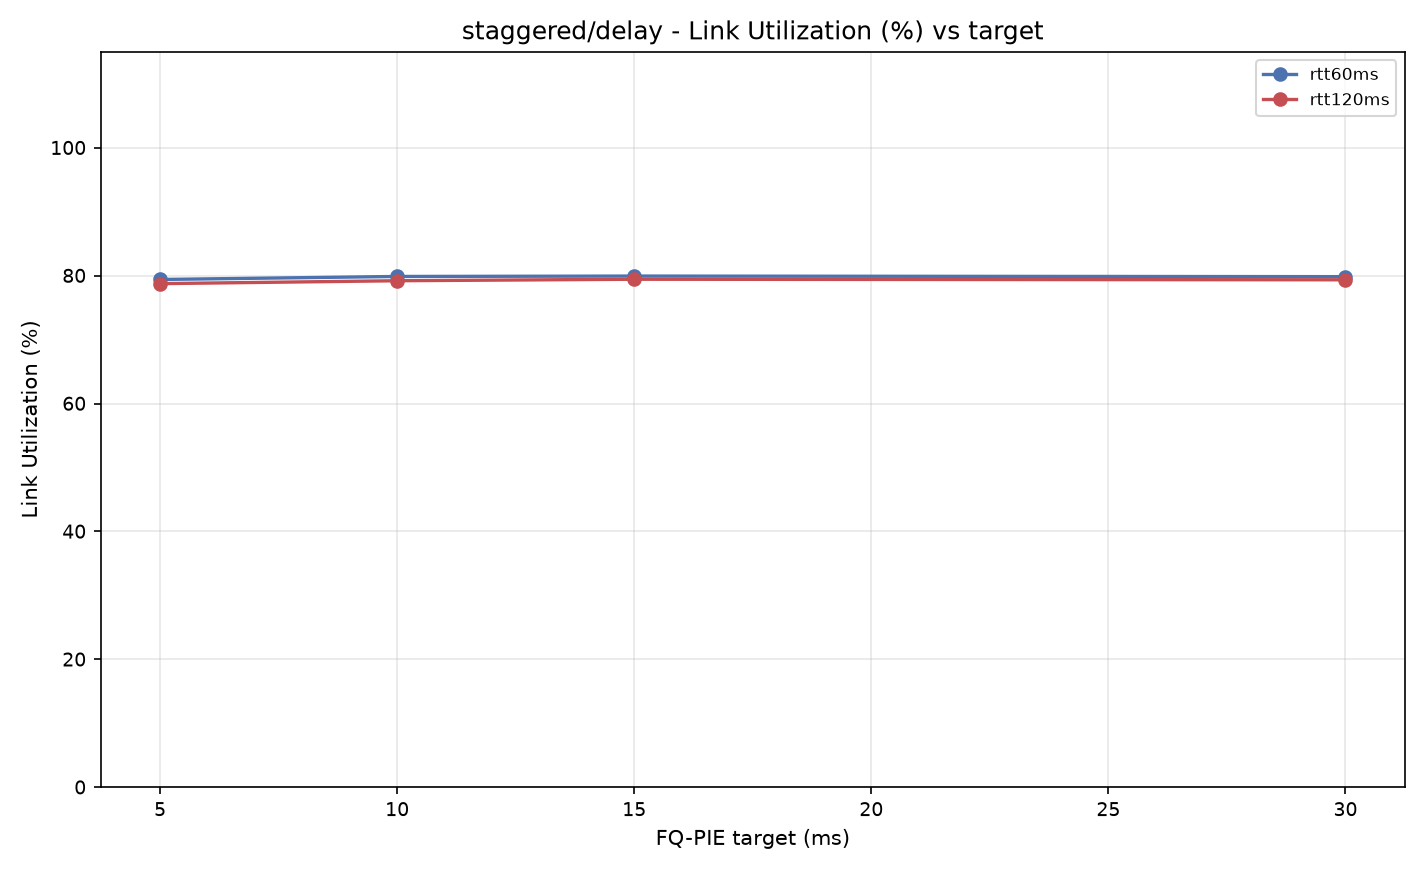 staggered/delay - Link Utilization (%) vs target
rtt60ms
rtt120ms
Link Utilization (%)
100
80
60
40
20
0
5 10 15 20 25 30
FQ-PIE target (ms)